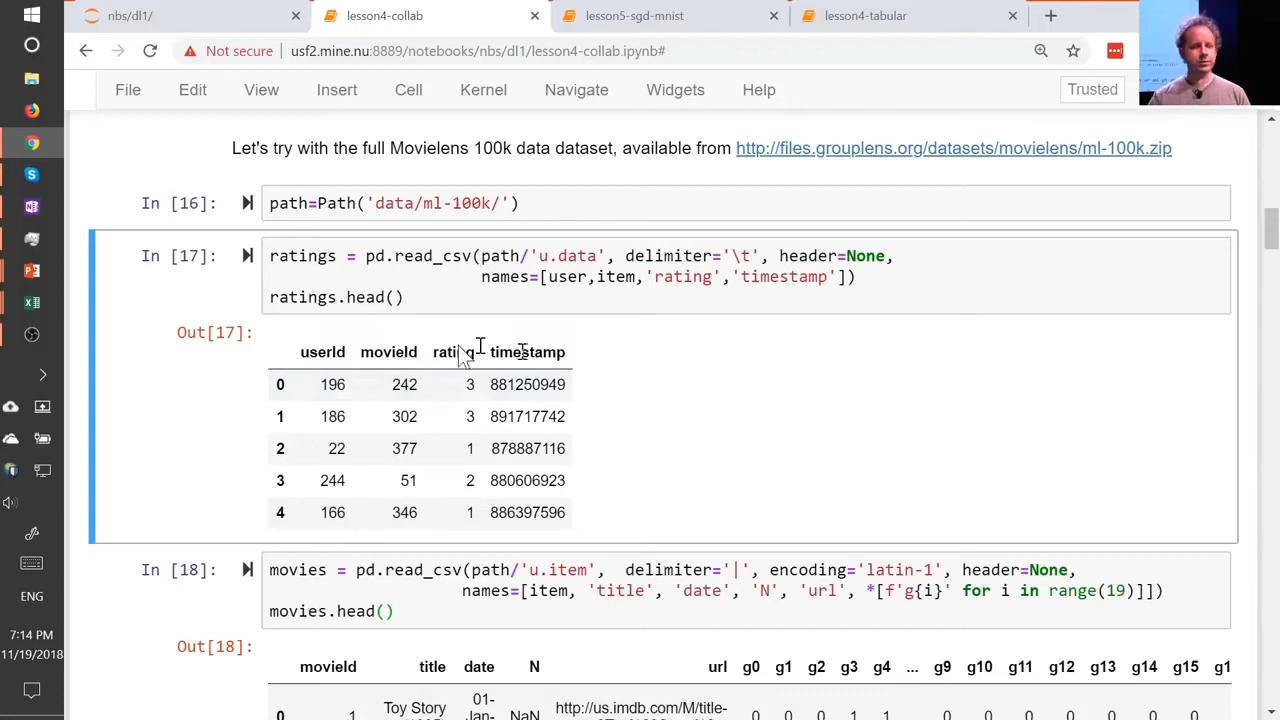 nbs/dl1/
lesson4-collab
lesson5-sgd-mnist
lesson4-tabular
Not secure
usf2.mine.nu:8889/notebooks/nbs/dl1/lesson4-collab.ipynb#
File Edit View Insert Cell Kernel Navigate Widgets Help
Trusted
Let's try with the full Movielens 100k data dataset, available from http://files.grouplens.org/datasets/movielens/ml-100k.zip
In [16]:
path=Path('data/ml-100k/')
In [17]:
ratings = pd.read_csv(path/'u.data', delimiter='\t', header=None,
names=[user,item,'rating','timestamp'])
ratings.head()
Out[17]:
userId movieId rating timestamp
0 196 242 3 881250949
1 186 302 3 891717742
2 22 377 1 878887116
3 244 51 2 880606923
4 166 346 1 886397596
In [18]:
movies = pd.read_csv(path/'u.item', delimiter='|', encoding='latin-1', header=None,
names=[item, 'title', 'date', 'N', 'url', *[f'g{i}' for i in range(19)]])
movies.head()
Out[18]:
movieId title date N url g0 g1 g2 g3 g4 ... g9 g10 g11 g12 g13 g14 g15 g1
01-
Toy Story
Jan-
http://us.imdb.com/M/title-
0 1 NaN 0 0 0 1 1 ... 0 0 0 0 0 0 0
ENG
7:14 PM
11/19/2018